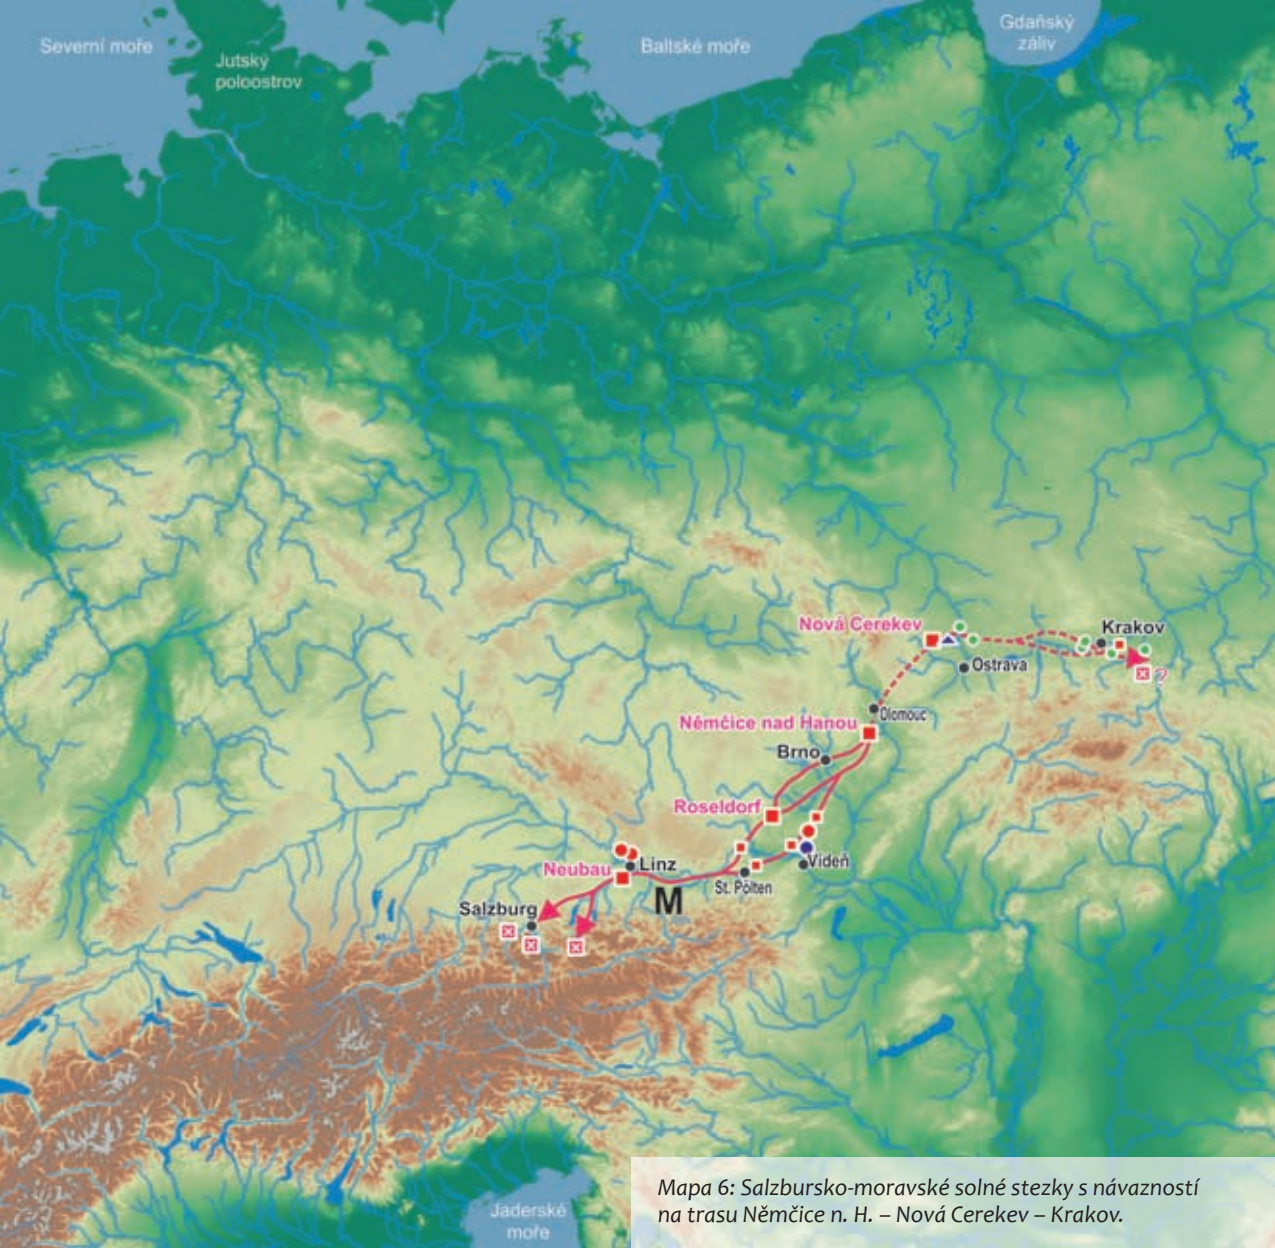 Severní moře
Jutský
poloostrov
Baltské moře
Gdaňský
záliv
Nová Cerekev
Krakov
?
Ostrava
Olomouc
Němčice nad Hanou
Brno
Roseldorf
Vídeň
Linz
Neubau
St. Pölten
M
Salzburg
Jaderské
moře
Mapa 6: Salzbursko-moravské solné stezky s návazností
na trasu Němčice n. H. – Nová Cerekev – Krakov.